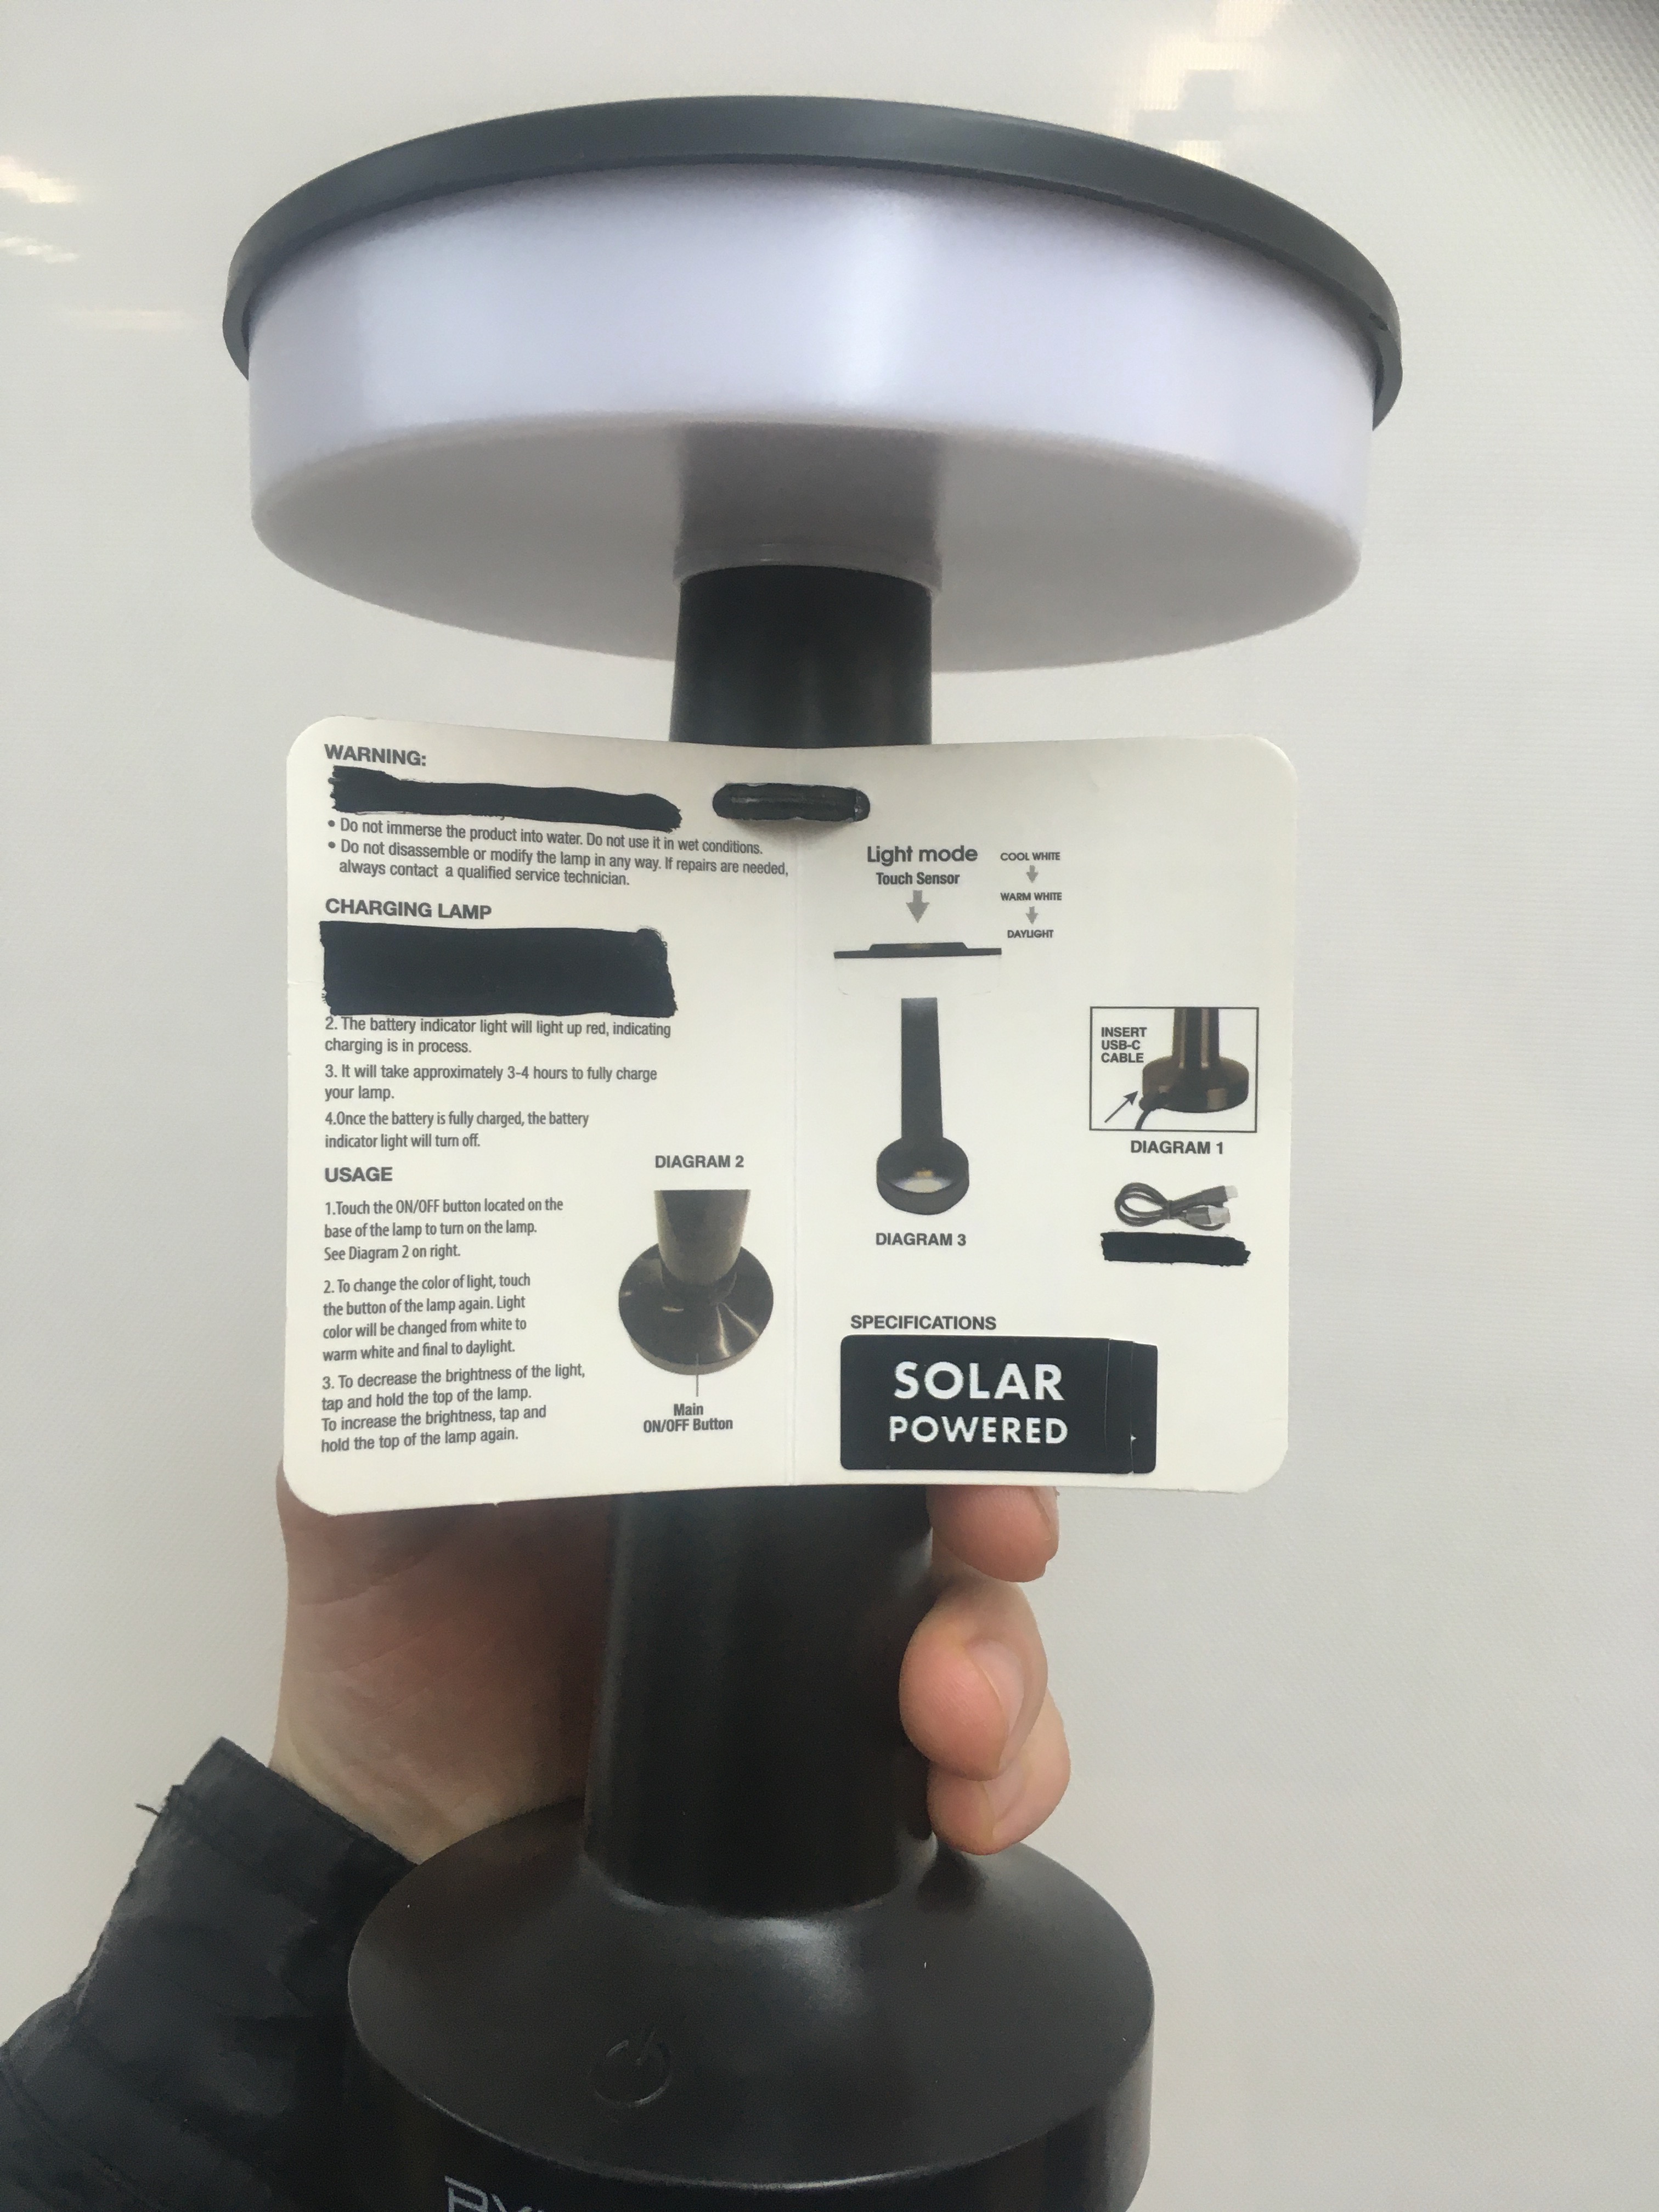 WARNING:
• Do not immerse the product into water. Do not use it in wet conditions.
• Do not disassemble or modify the lamp in any way. If repairs are needed,
always contact a qualified service technician.
CHARGING LAMP
2. The battery indicator light will light up red, indicating
charging is in process.
3. It will take approximately 3-4 hours to fully charge
your lamp.
4.Once the battery is fully charged, the battery
indicator light will turn off.
USAGE
1.Touch the ON/OFF button located on the
base of the lamp to turn on the lamp.
See Diagram 2 on right.
2. To change the color of light, touch
the button of the lamp again. Light
color will be changed from white to
warm white and final to daylight.
3. To decrease the brightness of the light,
tap and hold the top of the lamp.
To increase the brightness, tap and
hold the top of the lamp again.
DIAGRAM 2
Main
ON/OFF Button
Light mode
Touch Sensor
COOL WHITE
WARM WHITE
DAYLIGHT
DIAGRAM 3
INSERT
USB-C
CABLE
DIAGRAM 1
SPECIFICATIONS
SOLAR
POWERED